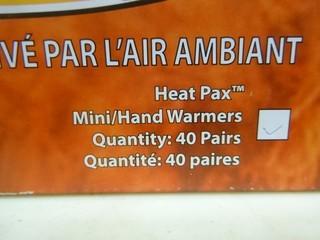 VÉ PAR L'AIR AMBIANT
Heat Pax™
Mini/Hand Warmers
Quantity: 40 Pairs
Quantité: 40 paires